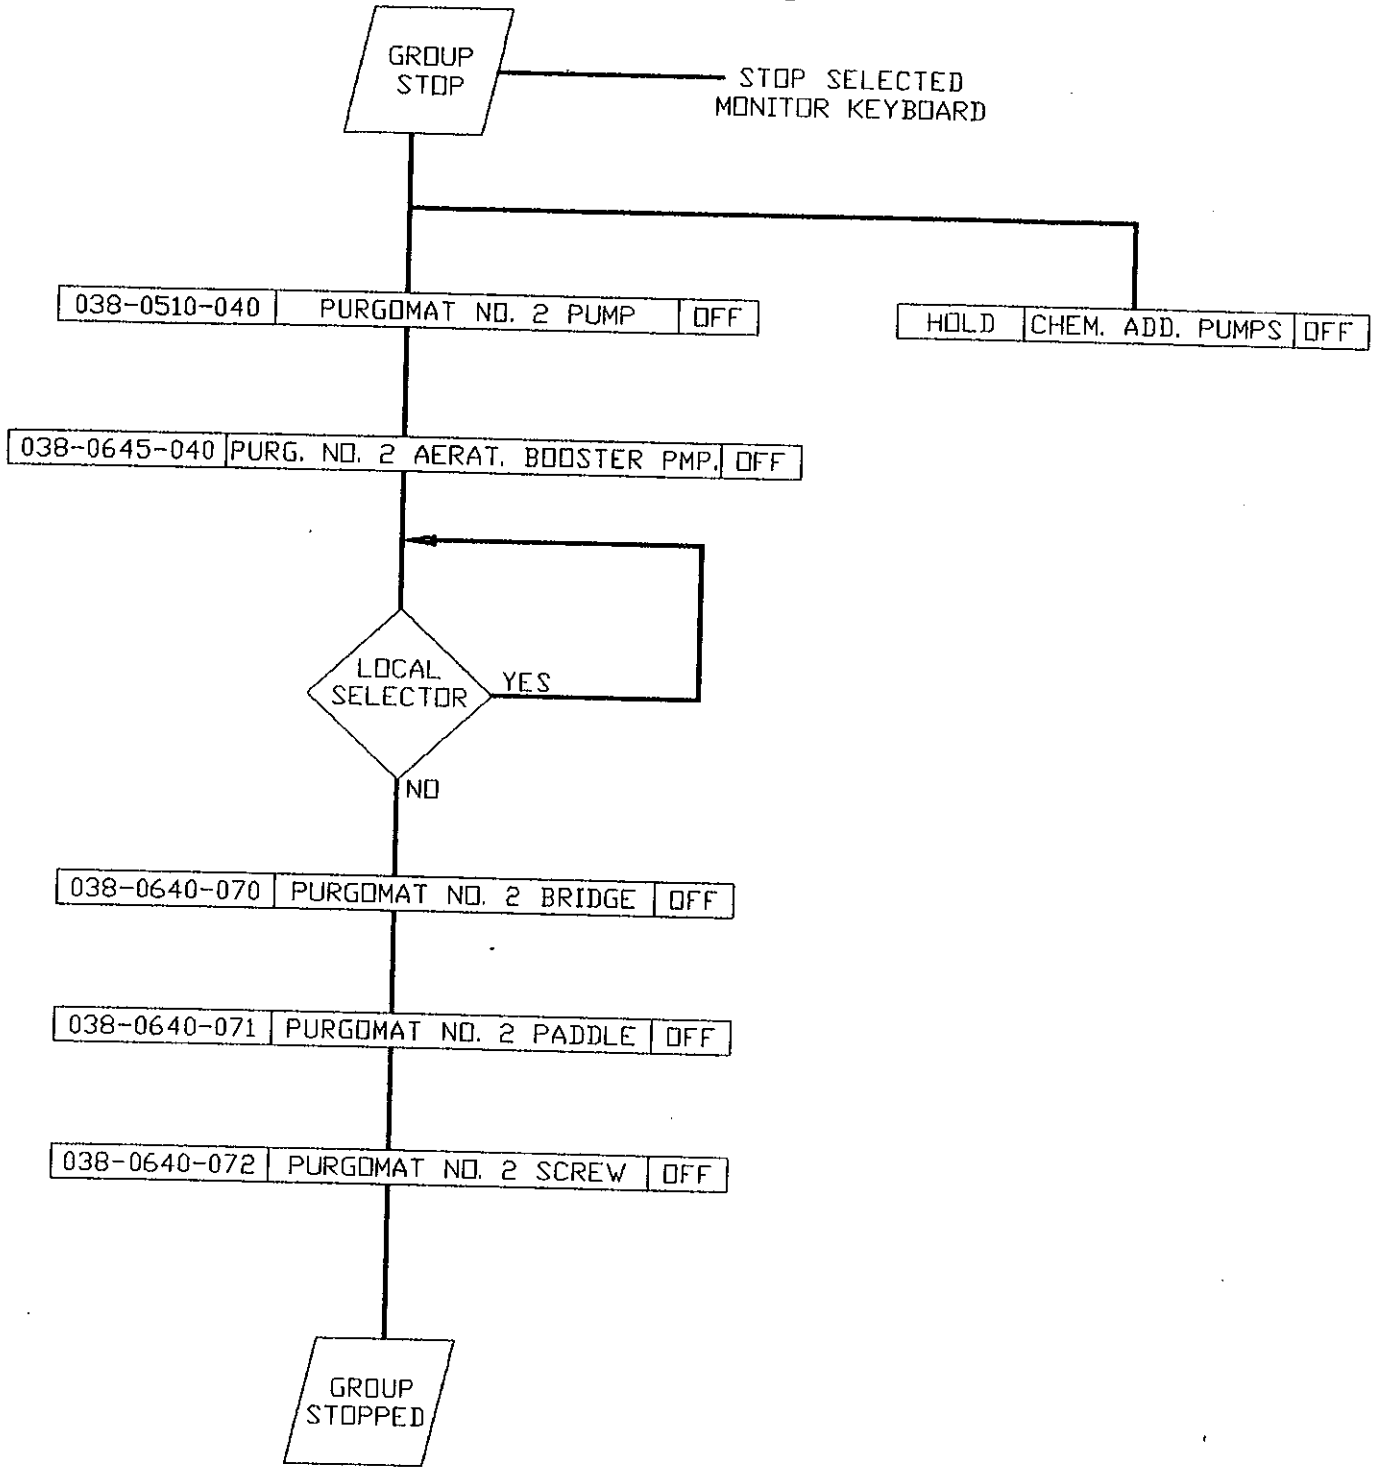 GROUP
STOP
STOP SELECTED
MONITOR KEYBOARD
038-0510-040 PURGOMAT NO. 2 PUMP OFF
HOLD CHEM. ADD. PUMPS OFF
038-0645-040 PURG. NO. 2 AERAT. BOOSTER PMP. OFF
LOCAL
SELECTOR
YES
NO
038-0640-070 PURGOMAT NO. 2 BRIDGE OFF
038-0640-071 PURGOMAT NO. 2 PADDLE OFF
038-0640-072 PURGOMAT NO. 2 SCREW OFF
GROUP
STOPPED